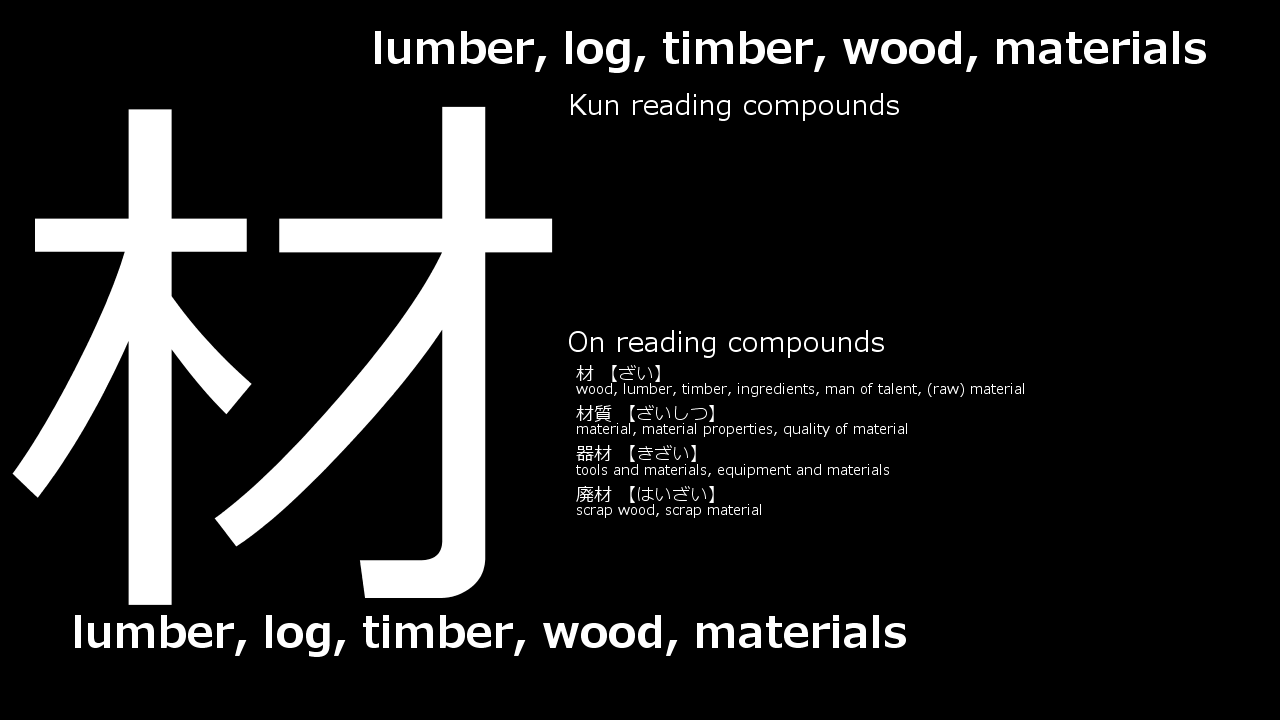 lumber, log, timber, wood, materials
Kun reading compounds
材
On reading compounds
材 【ざい】
wood, lumber, timber, ingredients, man of talent, (raw) material
材質 【ざいしつ】
material, material properties, quality of material
器材 【きざい】
tools and materials, equipment and materials
廃材 【はいざい】
scrap wood, scrap material
lumber, log, timber, wood, materials